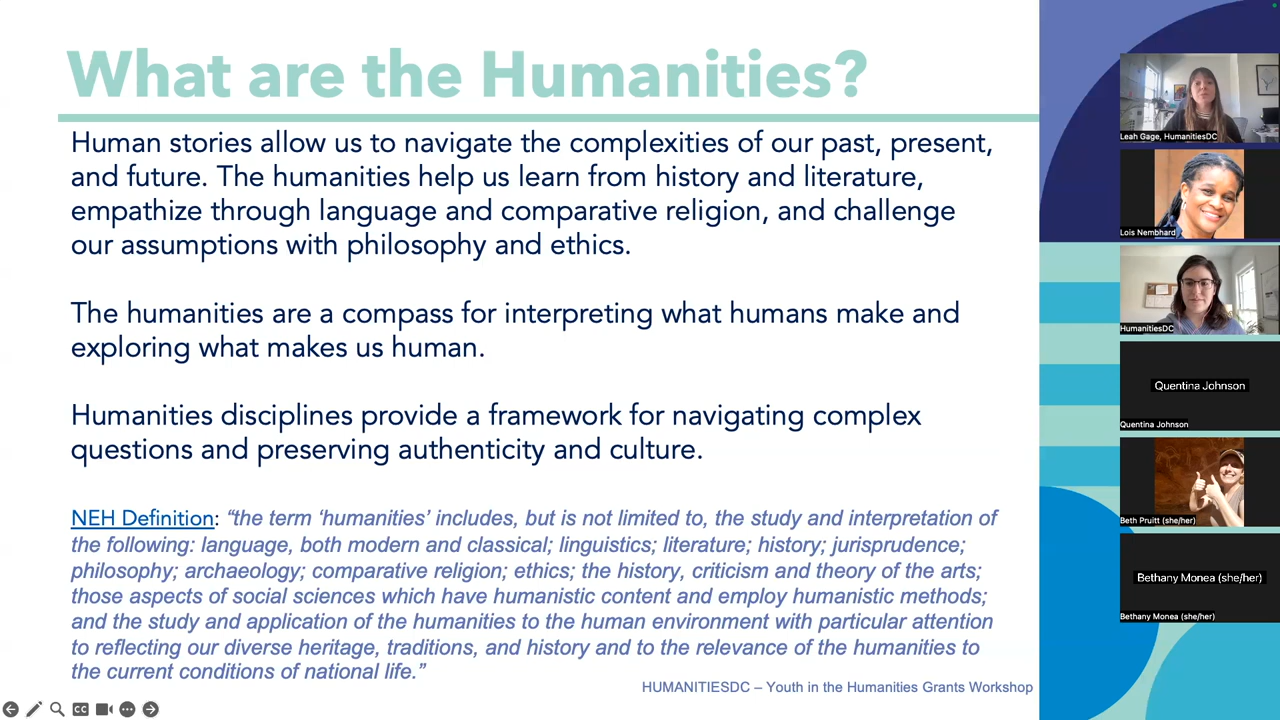 What are the Humanities?
Human stories allow us to navigate the complexities of our past, present,
and future. The humanities help us learn from history and literature,
empathize through language and comparative religion, and challenge
our assumptions with philosophy and ethics.
The humanities are a compass for interpreting what humans make and
exploring what makes us human.
Humanities disciplines provide a framework for navigating complex
questions and preserving authenticity and culture.
NEH Definition: “the term ‘humanities’ includes, but is not limited to, the study and interpretation of
the following: language, both modern and classical; linguistics; literature; history; jurisprudence;
philosophy; archaeology; comparative religion; ethics; the history, criticism and theory of the arts;
those aspects of social sciences which have humanistic content and employ humanistic methods;
and the study and application of the humanities to the human environment with particular attention
to reflecting our diverse heritage, traditions, and history and to the relevance of the humanities to
the current conditions of national life.”
HUMANITIESDC – Youth in the Humanities Grants Workshop
CC
Leah Gage, HumanitiesDC
Lois Nembhard
HumanitiesDC
Quentina Johnson
Quentina Johnson
Beth Pruitt (she/her)
Bethany Monea (she/her)
Bethany Monea (she/her)